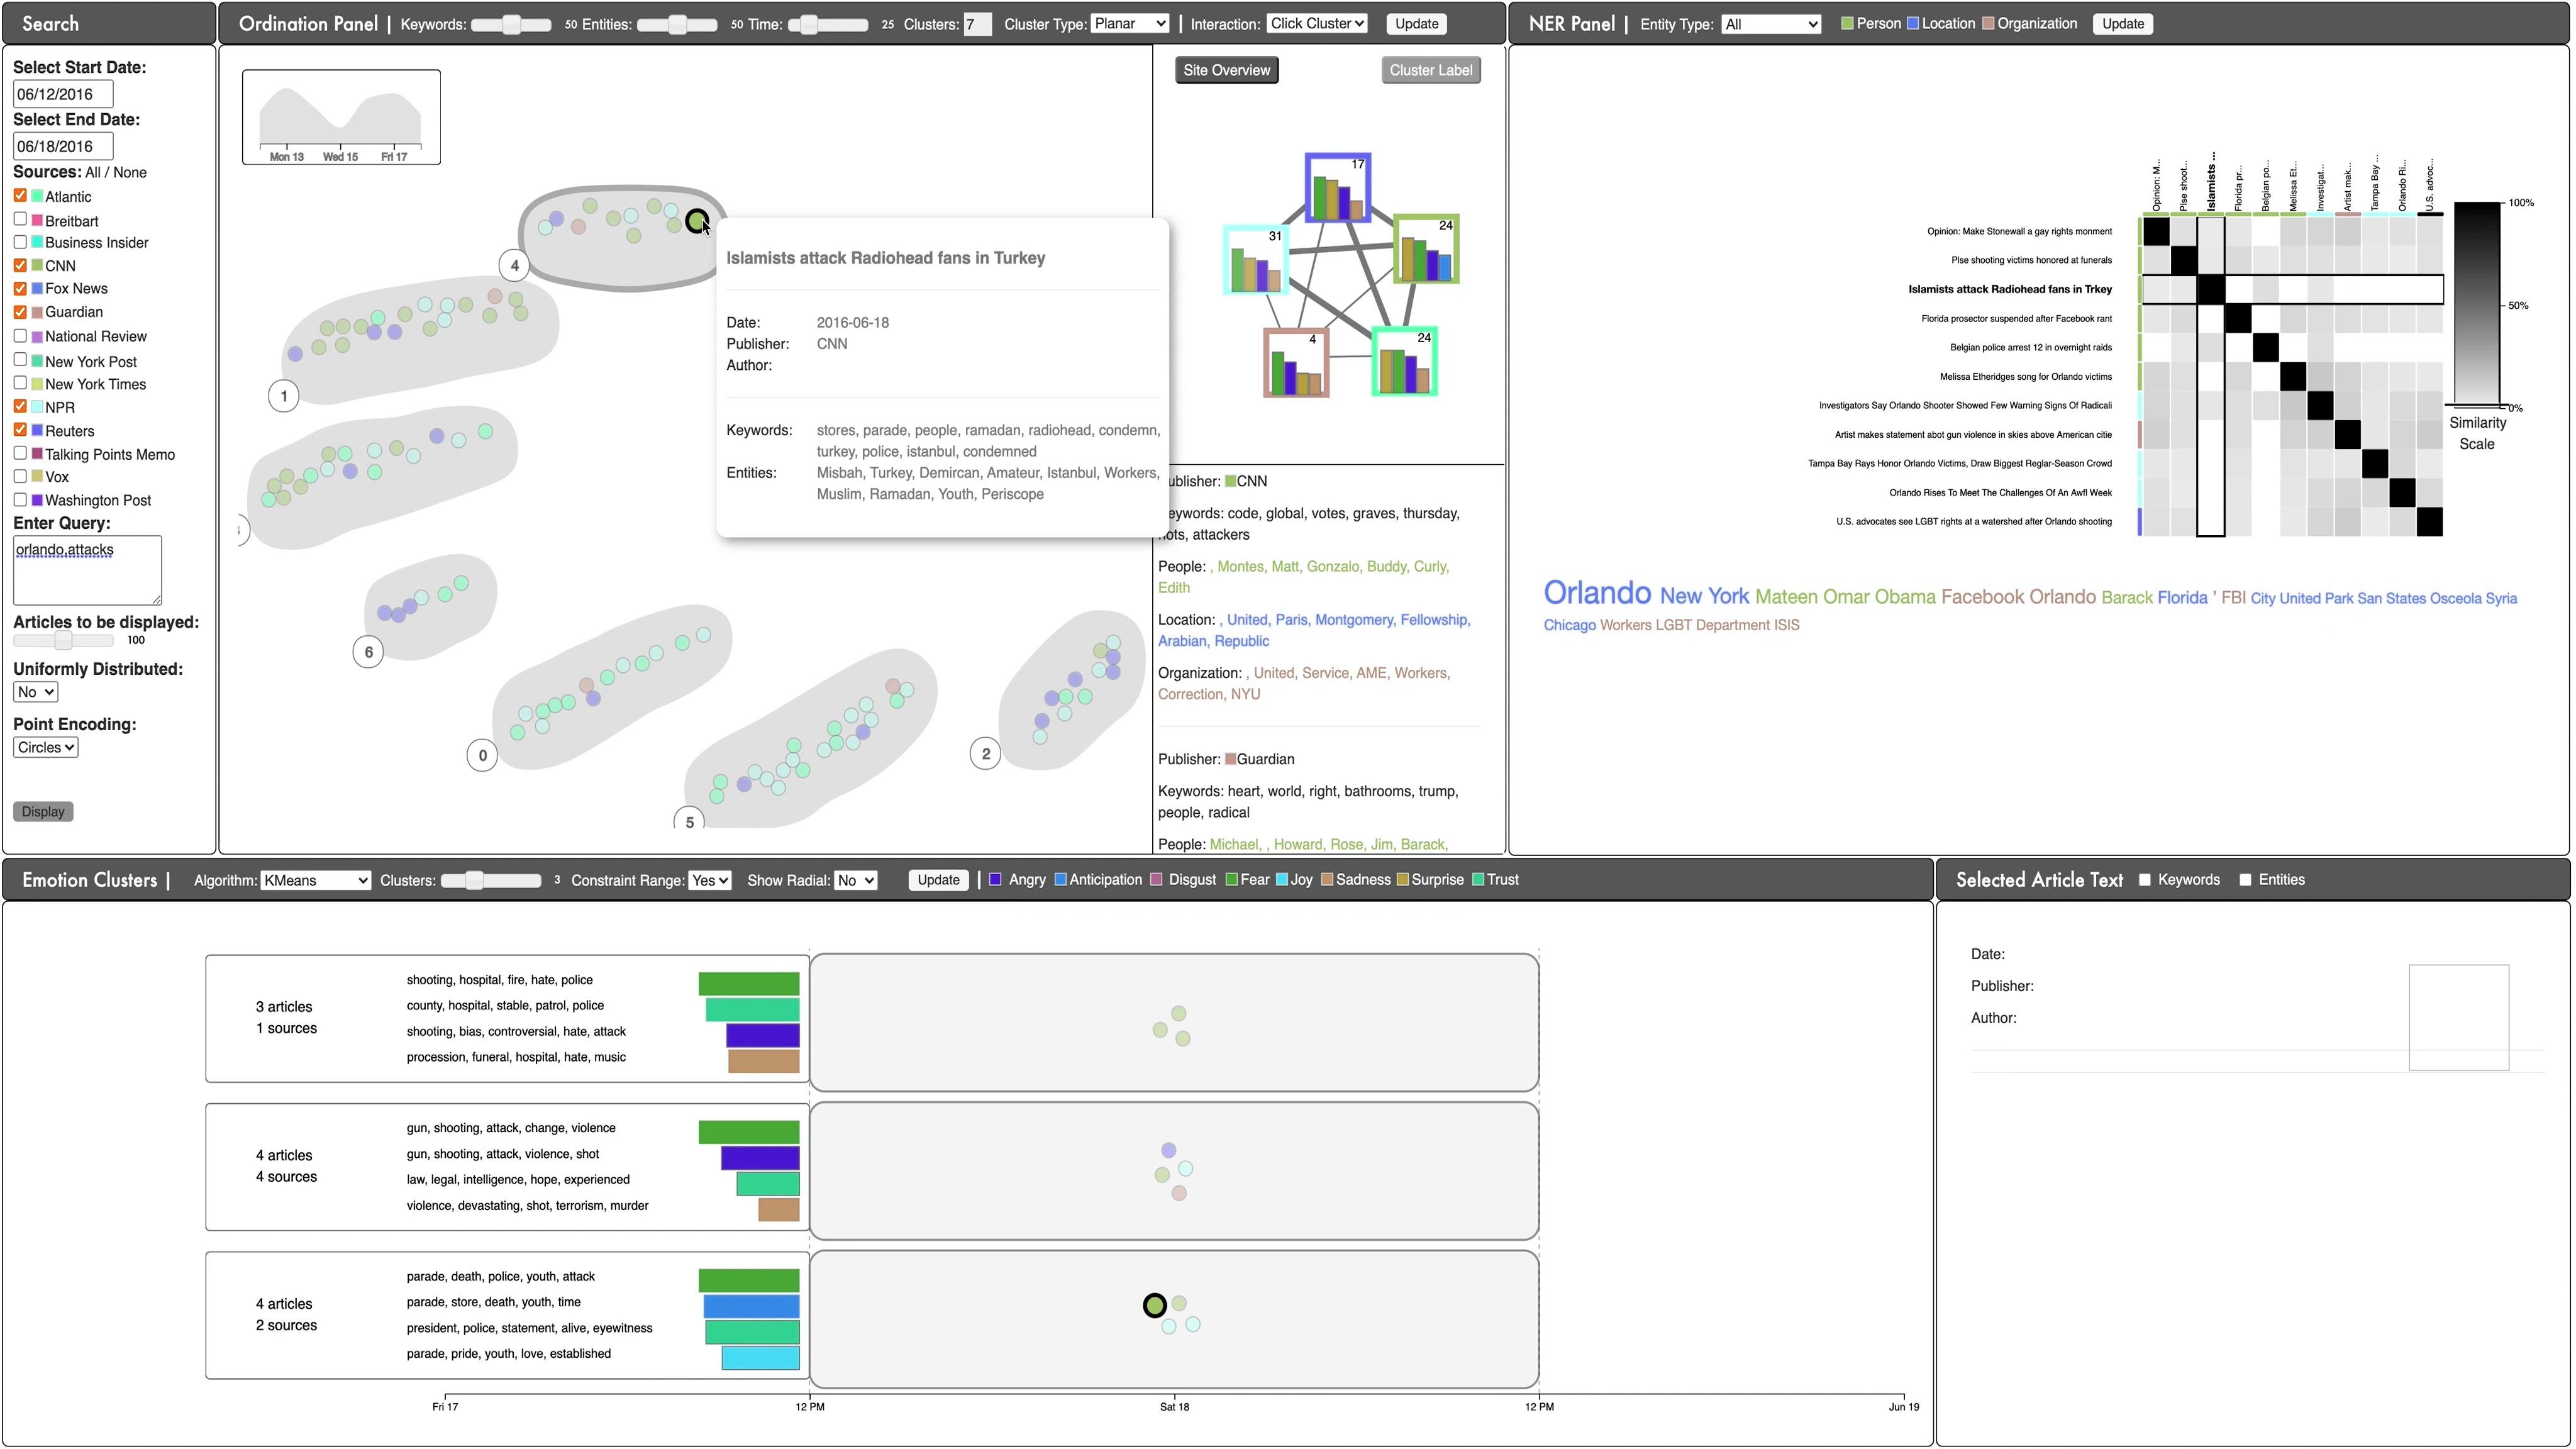 Search
Select Start Date:
06/12/2016
Select End Date:
06/18/2016
Sources: All / None
Atlantic
Breitbart
Business Insider
CNN
Fox News
Guardian
National Review
New York Post
New York Times
NPR
Reuters
Talking Points Memo
Vox
Washington Post
Enter Query:
orlando,attacks
Articles to be displayed:
100
Uniformly Distributed:
No
Point Encoding:
Circles
Display
Ordination Panel | Keywords: 50 Entities: 50 Time: 25 Clusters: 7 Cluster Type: Planar | Interaction: Click Cluster Update
Mon 13 Wed 15 Fri 17
4
1
6
0
5
2
Islamists attack Radiohead fans in Turkey
Date: 2016-06-18
Publisher: CNN
Author:
Keywords: stores, parade, people, ramadan, radiohead, condemn,
turkey, police, istanbul, condemned
Entities: Misbah, Turkey, Demircan, Amateur, Istanbul, Workers,
Muslim, Ramadan, Youth, Periscope
Site Overview Cluster Label
17
31
24
4
24
ublisher: CNN
eywords: code, global, votes, graves, thursday,
attackers
People: , Montes, Matt, Gonzalo, Buddy, Curly,
Edith
Location: , United, Paris, Montgomery, Fellowship,
Arabian, Republic
Organization: , United, Service, AME, Workers,
Correction, NYU
Publisher: Guardian
Keywords: heart, world, right, bathrooms, trump,
people, radical
People: Michael, , Howard, Rose, Jim, Barack,
NER Panel | Entity Type: All Person Location Organization Update
Opinion: M...
Plse shoot...
Islamists ...
Florida pr...
Belgian po...
Melissa Et...
Investigat...
Artist mak...
Tampa Bay ...
Orlando Ri...
U.S. advoc...
Opinion: Make Stonewall a gay rights monment
Plse shooting victims honored at funerals
Islamists attack Radiohead fans in Trkey
Florida prosector suspended after Facebook rant
Belgian police arrest 12 in overnight raids
Melissa Etheridges song for Orlando victims
Investigators Say Orlando Shooter Showed Few Warning Signs Of Radicali
Artist makes statement abot gun violence in skies above American citie
Tampa Bay Rays Honor Orlando Victims, Draw Biggest Reglar-Season Crowd
Orlando Rises To Meet The Challenges Of An Awfl Week
U.S. advocates see LGBT rights at a watershed after Orlando shooting
100%
50%
0%
Similarity
Scale
Orlando New York Mateen Omar Obama Facebook Orlando Barack Florida ' FBI City United Park San States Osceola Syria
Chicago Workers LGBT Department ISIS
Emotion Clusters | Algorithm: KMeans Clusters: 3 Constraint Range: Yes Show Radial: No Update | Angry Anticipation Disgust Fear Joy Sadness Surprise Trust
3 articles
1 sources
shooting, hospital, fire, hate, police
county, hospital, stable, patrol, police
shooting, bias, controversial, hate, attack
procession, funeral, hospital, hate, music
4 articles
4 sources
gun, shooting, attack, change, violence
gun, shooting, attack, violence, shot
law, legal, intelligence, hope, experienced
violence, devastating, shot, terrorism, murder
4 articles
2 sources
parade, death, police, youth, attack
parade, store, death, youth, time
president, police, statement, alive, eyewitness
parade, pride, youth, love, established
Fri 17 12 PM Sat 18 12 PM Jun 19
Selected Article Text Keywords Entities
Date:
Publisher:
Author: